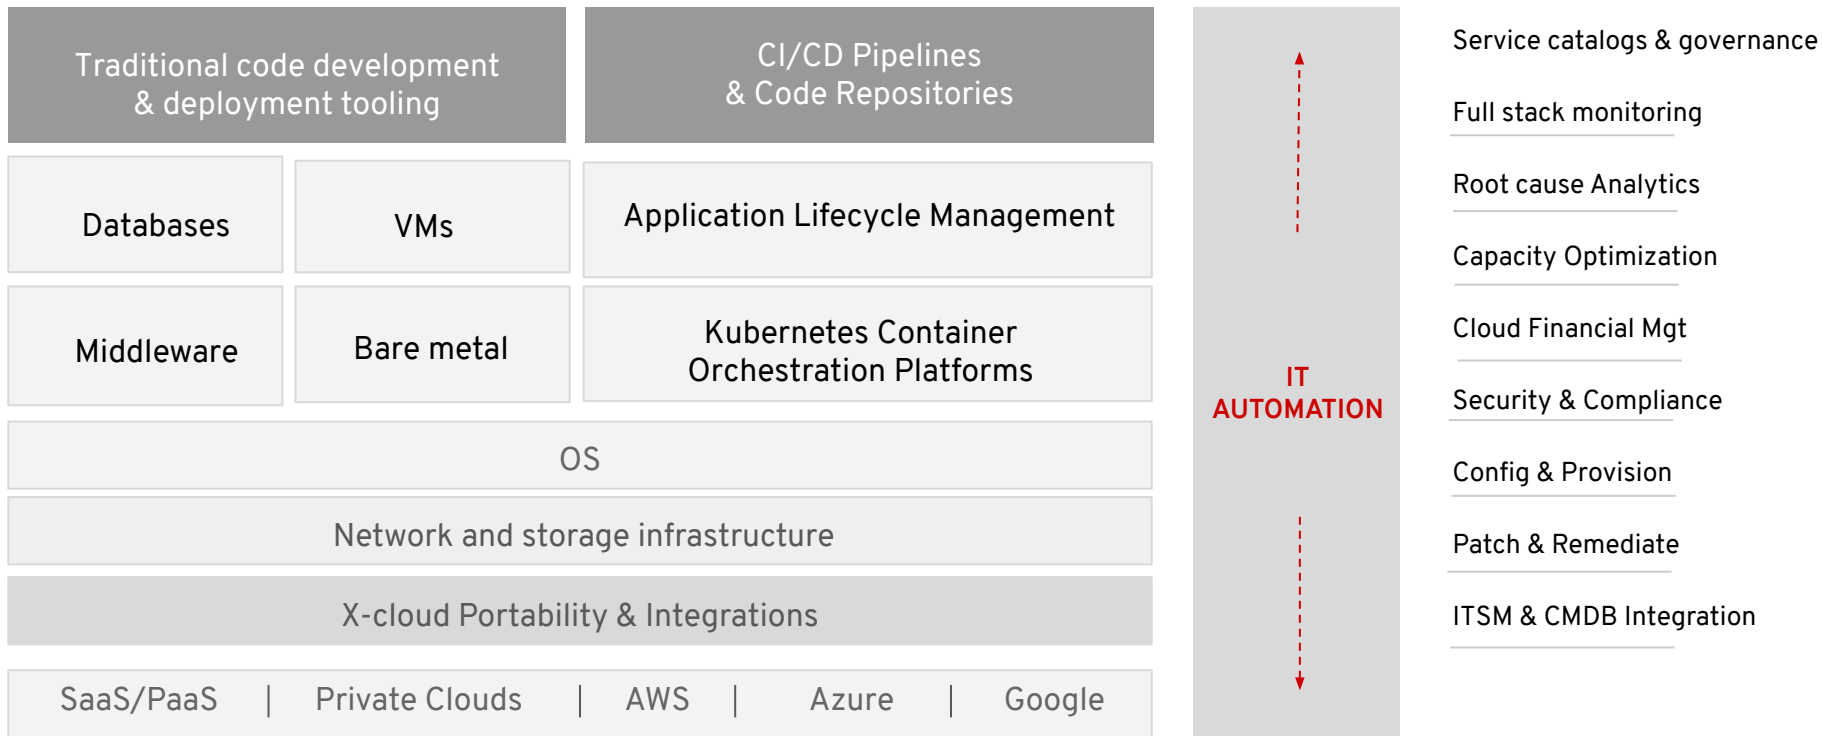 Traditional code development
& deployment tooling
CI/CD Pipelines
& Code Repositories
Databases
VMs
Application Lifecycle Management
Middleware
Bare metal
Kubernetes Container
Orchestration Platforms
OS
Network and storage infrastructure
X-cloud Portability & Integrations
SaaS/PaaS | Private Clouds | AWS | Azure | Google
IT
AUTOMATION
Service catalogs & governance
Full stack monitoring
Root cause Analytics
Capacity Optimization
Cloud Financial Mgt
Security & Compliance
Config & Provision
Patch & Remediate
ITSM & CMDB Integration